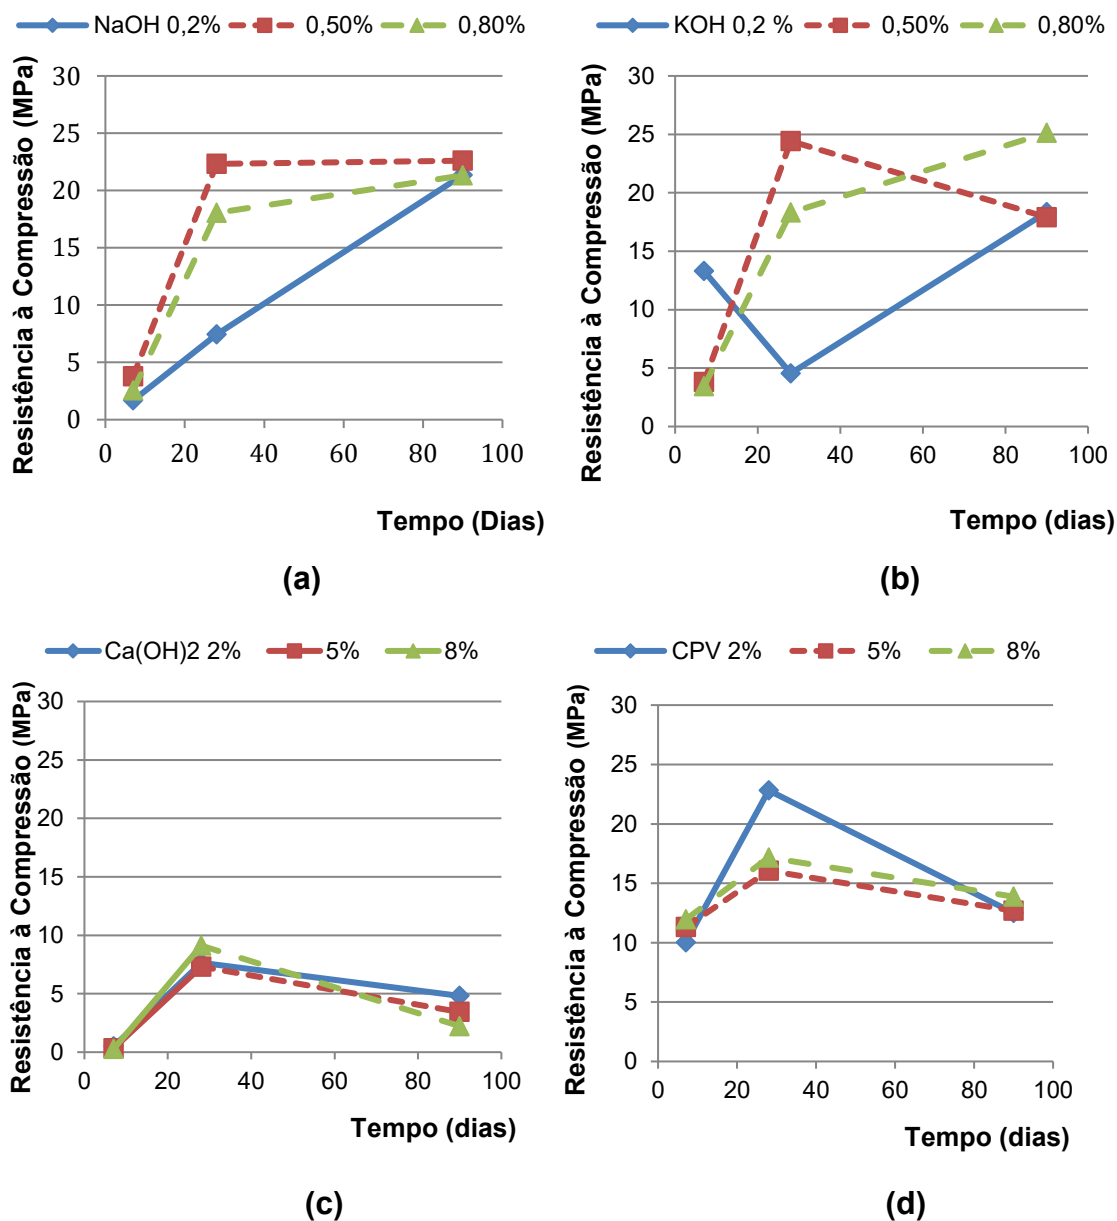 NaOH 0,2% 0,50% 0,80%
Resistência à Compressão (MPa)
30
25
20
15
10
5
0
0 20 40 60 80 100
Tempo (Dias)
(a)
KOH 0,2 % 0,50% 0,80%
Resistência à Compressão (MPa)
30
25
20
15
10
5
0
0 20 40 60 80 100
Tempo (dias)
(b)
Ca(OH)2 2% 5% 8%
Resistência à Compressão (MPa)
30
25
20
15
10
5
0
0 20 40 60 80 100
Tempo (dias)
(c)
CPV 2% 5% 8%
Resistência à Compressão (MPa)
30
25
20
15
10
5
0
0 20 40 60 80 100
Tempo (dias)
(d)